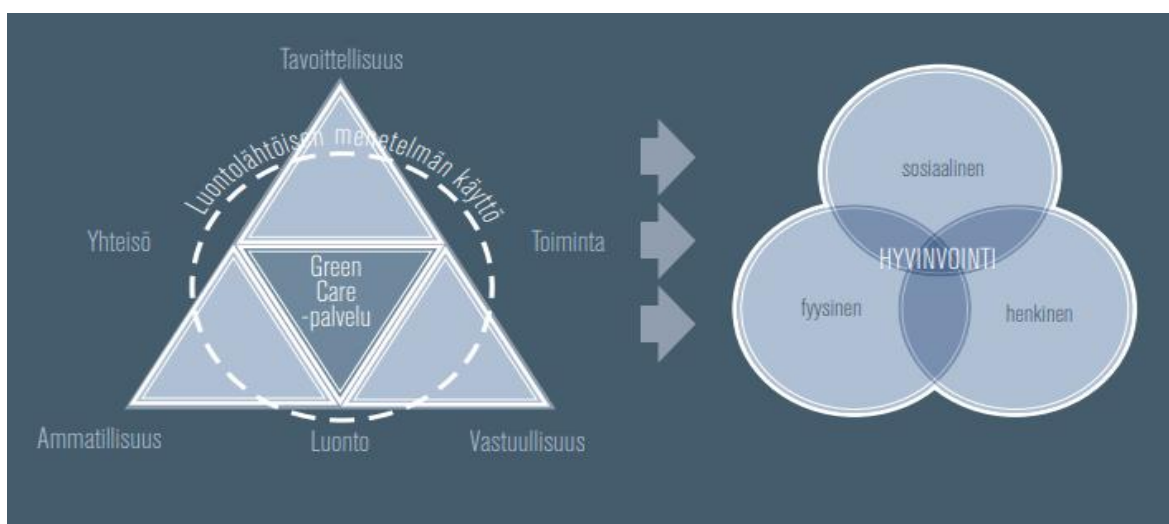 Tavoittellisuus
Luontolähtöisen menetelmän käyttö
Yhteisö
Toiminta
Green
Care
-palvelu
Ammatillisuus
Luonto
Vastuullisuus
sosiaalinen
HYVINVOINTI
fyysinen
henkinen